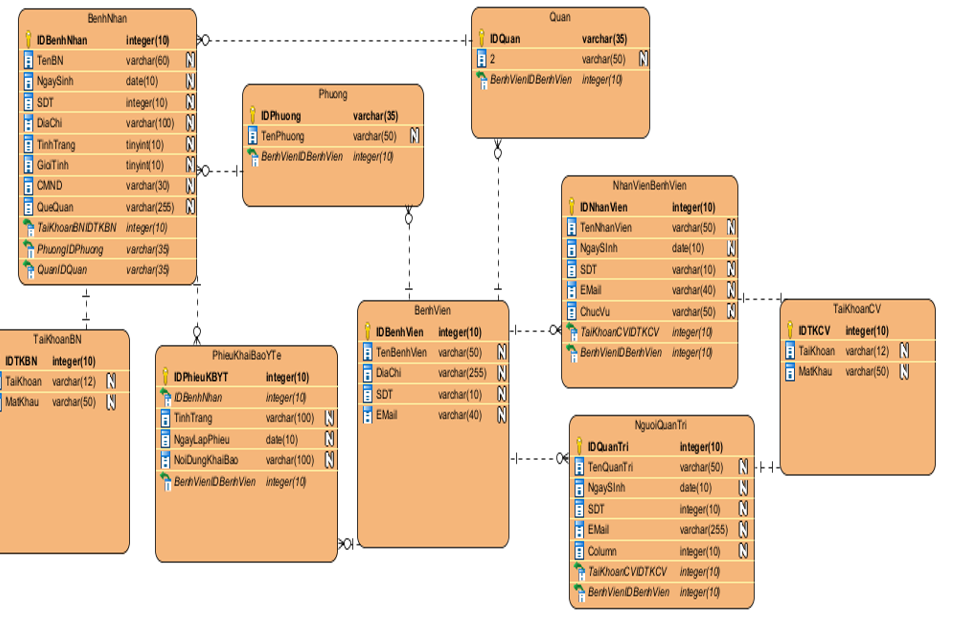 BenhNhan
IDBenhNhan integer(10)
TenBN varchar(60) N
NgaySinh date(10) N
SDT integer(10) N
DiaChi varchar(100) N
TinhTrang tinyint(10) N
GioiTinh tinyint(10) N
CMND varchar(30) N
QueQuan varchar(255) N
TaiKhoanBNIDTKBN integer(10)
PhuongIDPhuong varchar(35)
QuanIDQuan varchar(35)
Phuong
IDPhuong varchar(35)
TenPhuong varchar(50) N
BenhVienIDBenhVien integer(10)
Quan
IDQuan varchar(35)
2 varchar(50) N
BenhVienIDBenhVien integer(10)
NhanVienBenhVien
IDNhanVien integer(10)
TenNhanVien varchar(50) N
NgaySInh date(10) N
SDT varchar(10) N
EMail varchar(40) N
ChucVu varchar(50) N
TaiKhoanCVIDTKCV integer(10)
BenhVienIDBenhVien integer(10)
TaiKhoanCV
IDTKCV integer(10)
TaiKhoan varchar(12) N
MatKhau varchar(50) N
TaiKhoanBN
IDTKBN integer(10)
TaiKhoan varchar(12) N
MatKhau varchar(50) N
PhieuKhaiBaoYTe
IDPhieuKBYT integer(10)
IDBenhNhan integer(10)
TinhTrang varchar(100) N
NgayLapPhieu date(10) N
NoiDungKhaiBao varchar(100) N
BenhVienIDBenhVien integer(10)
BenhVien
IDBenhVien integer(10)
TenBenhVien varchar(50) N
DiaChi varchar(255) N
SDT varchar(10) N
EMail varchar(40) N
NguoiQuanTri
IDQuanTri integer(10)
TenQuanTri varchar(50) N
NgaySInh date(10) N
SDT integer(10) N
EMail varchar(255) N
Column integer(10) N
TaiKhoanCVIDTKCV integer(10)
BenhVienIDBenhVien integer(10)